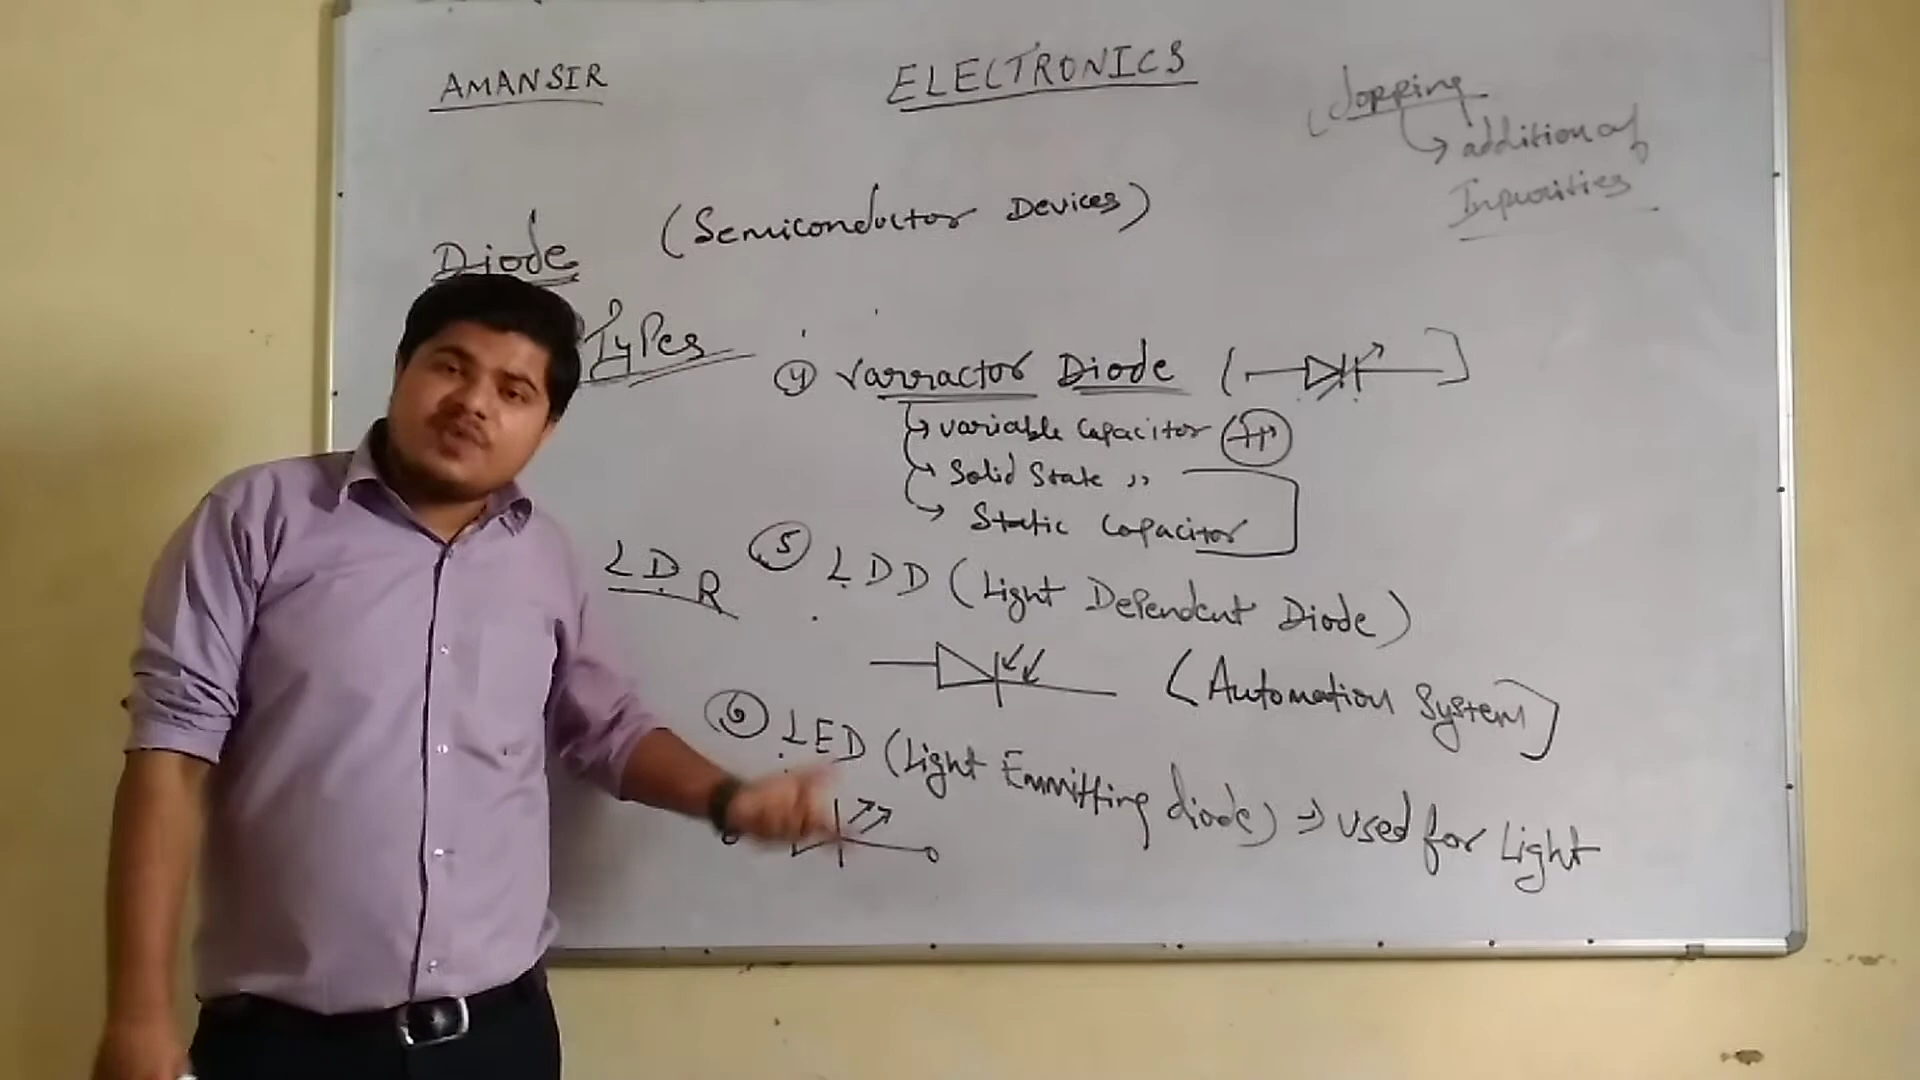 AMANSIR
ELECTRONICS
(dopping
→ addition of
Inpurities
Diode (Semiconductor Devices)
Types
④ Varractor Diode ( ]
→ variable Capacitor
→ Solid State ,,
→ Static Capacitor
LDR
⑤ LDD (Light Dependent Diode)
(Automation System]
⑥ LED (Light Emmitting diode) → used for Light